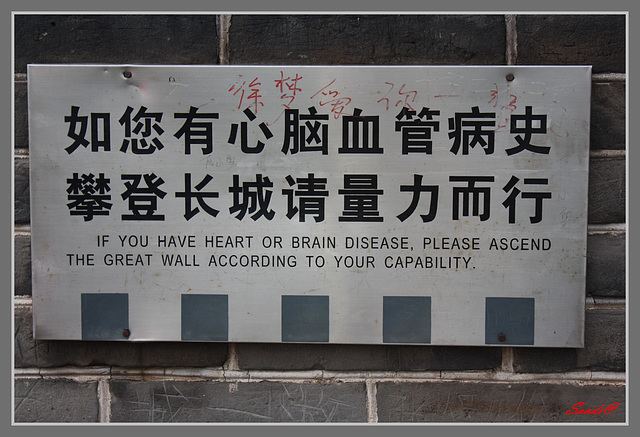 如您有心脑血管病史
攀登长城请量力而行
IF YOU HAVE HEART OR BRAIN DISEASE, PLEASE ASCEND
THE GREAT WALL ACCORDING TO YOUR CAPABILITY.